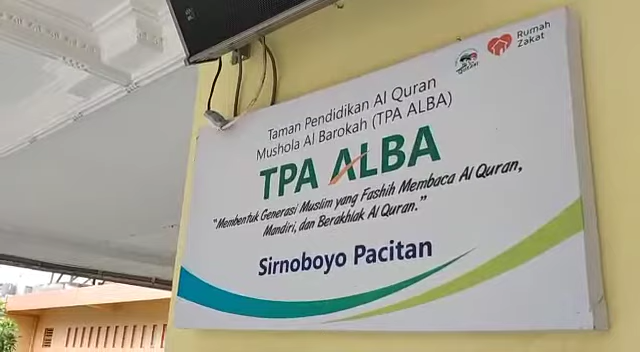 Rumah
Zakat
Taman Pendidikan Al Quran
Mushola Al Barokah (TPA ALBA)
TPA ALBA
"Membentuk Generasi Muslim yang Fashih Membaca Al Quran,
Mandiri, dan Berakhlak Al Quran."
Sirnoboyo Pacitan